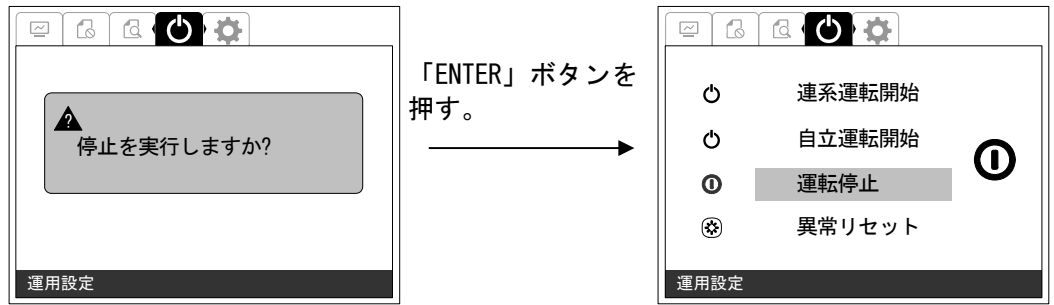 停止を実行しますか?
運用設定
「ENTER」ボタンを
押す。
連系運転開始
自立運転開始
運転停止
異常リセット
運用設定